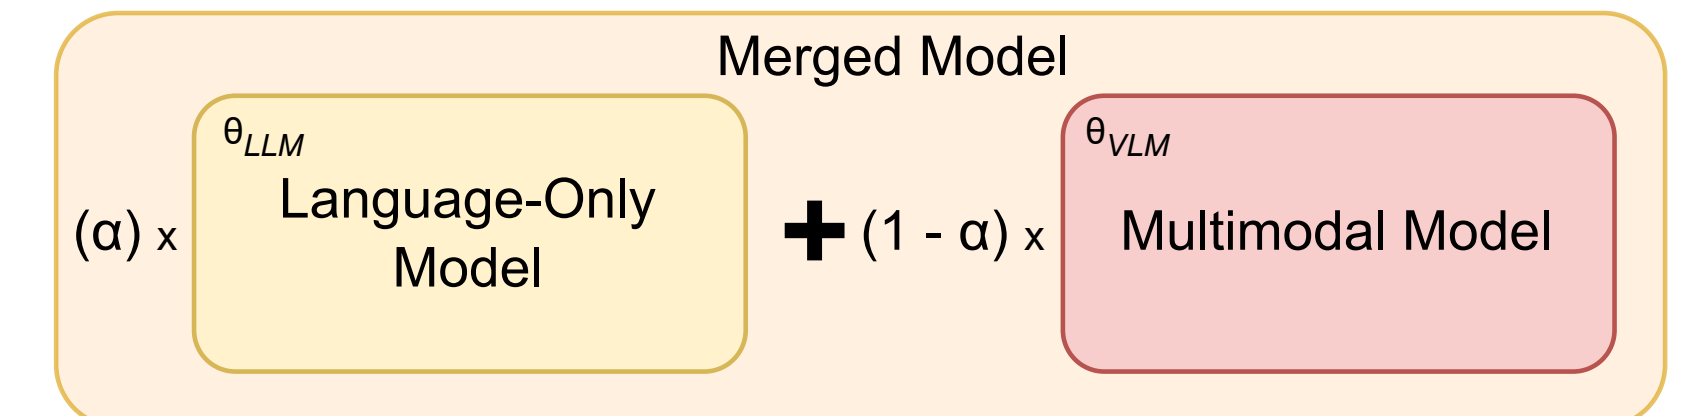 Merged Model
(α) x
θLLM
Language-Only
Model
+ (1 - α) x
θVLM
Multimodal Model